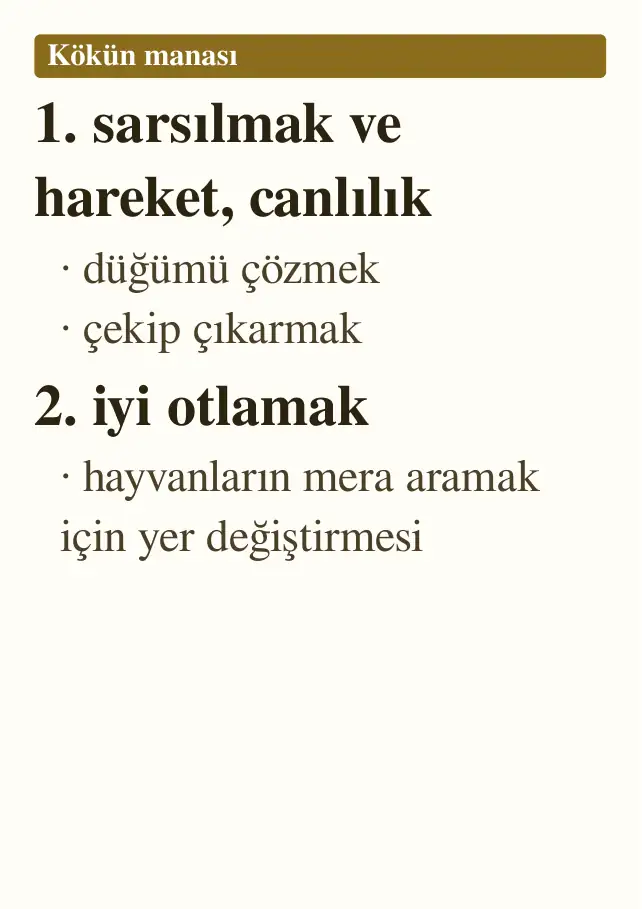 Kökün manası
1. sarsılmak ve
hareket, canlılık
· düğümü çözmek
· çekip çıkarmak
2. iyi otlamak
· hayvanların mera aramak
için yer değiştirmesi